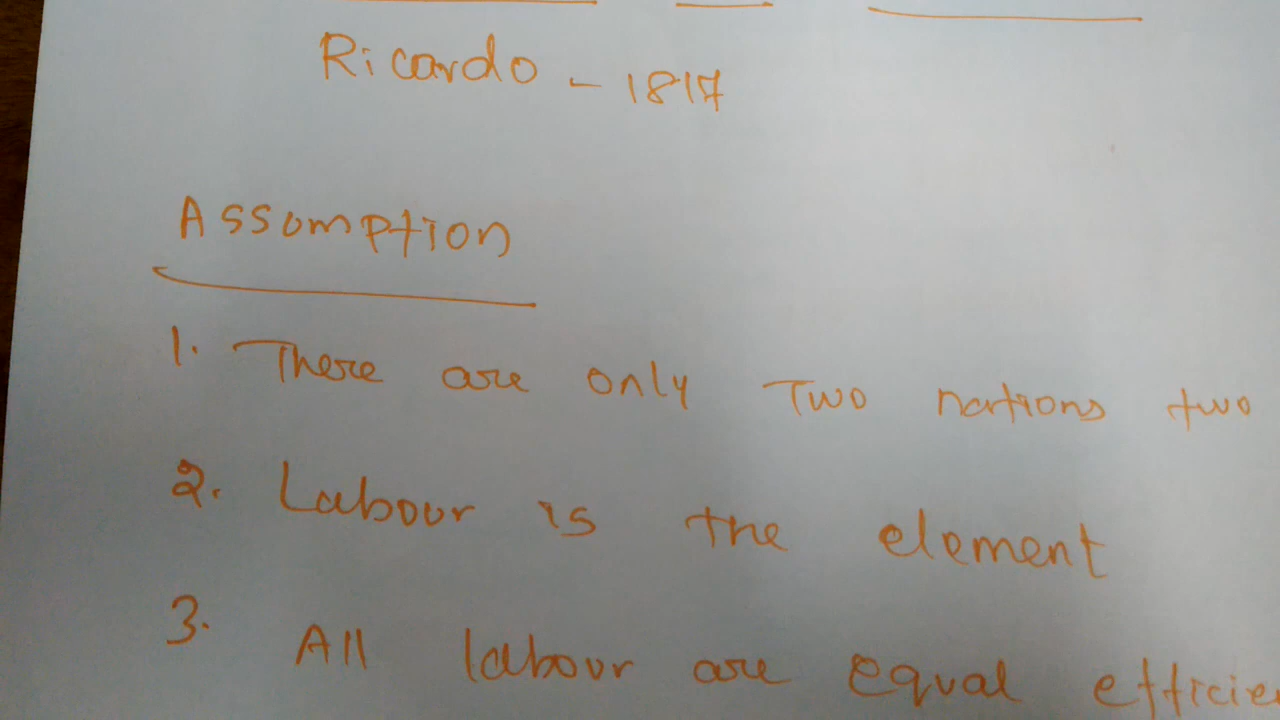 Ricardo - 1817
Assomption
1. There are only Two nations two
2. Labour is the element
3. All labour are equal efficien